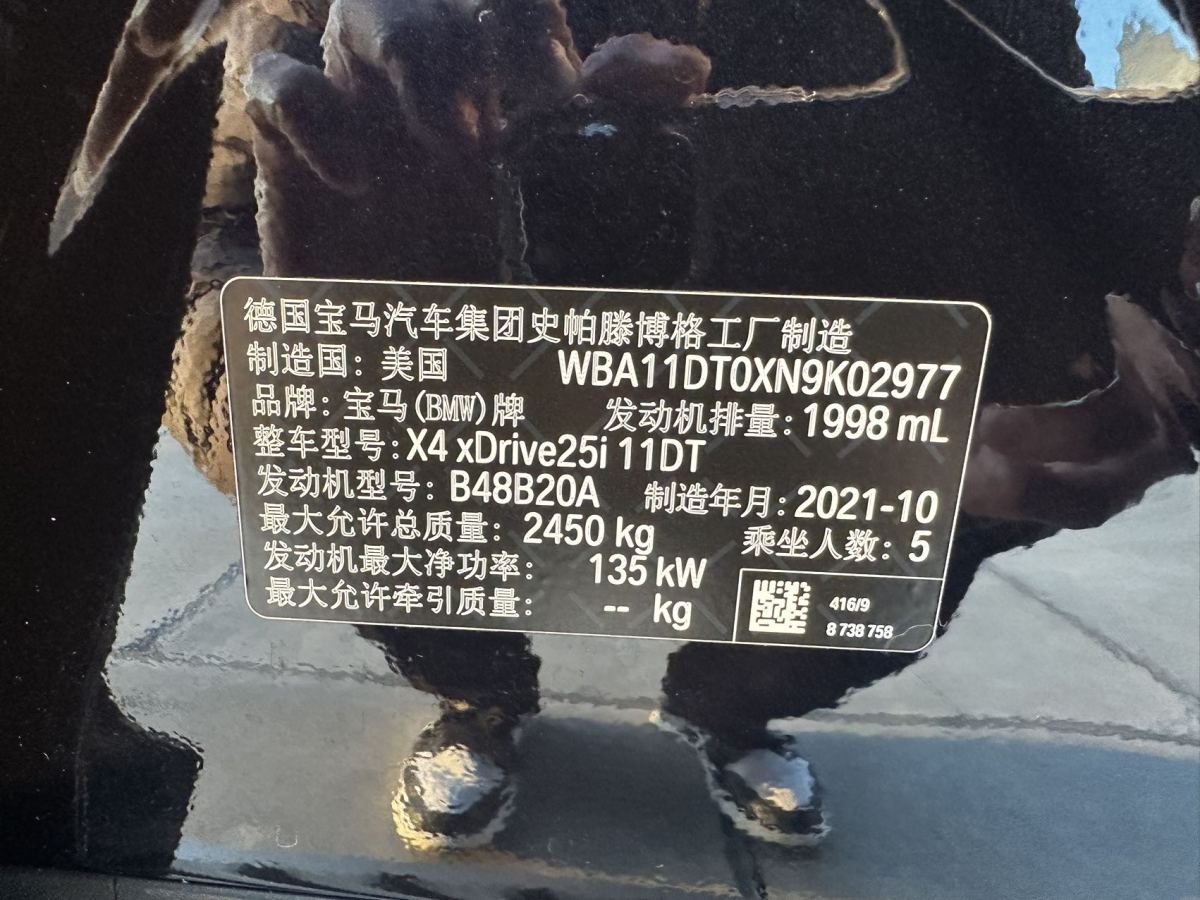 德国宝马汽车集团史帕滕博格工厂制造
制造国: 美国 WBA11DT0XN9K02977
品牌: 宝马(BMW)牌 发动机排量: 1998 mL
整车型号: X4 xDrive25i 11DT
发动机型号: B48B20A 制造年月: 2021-10
最大允许总质量: 2450 kg 乘坐人数: 5
发动机最大净功率: 135 kW
最大允许牵引质量: -- kg
416/9
8 738 758